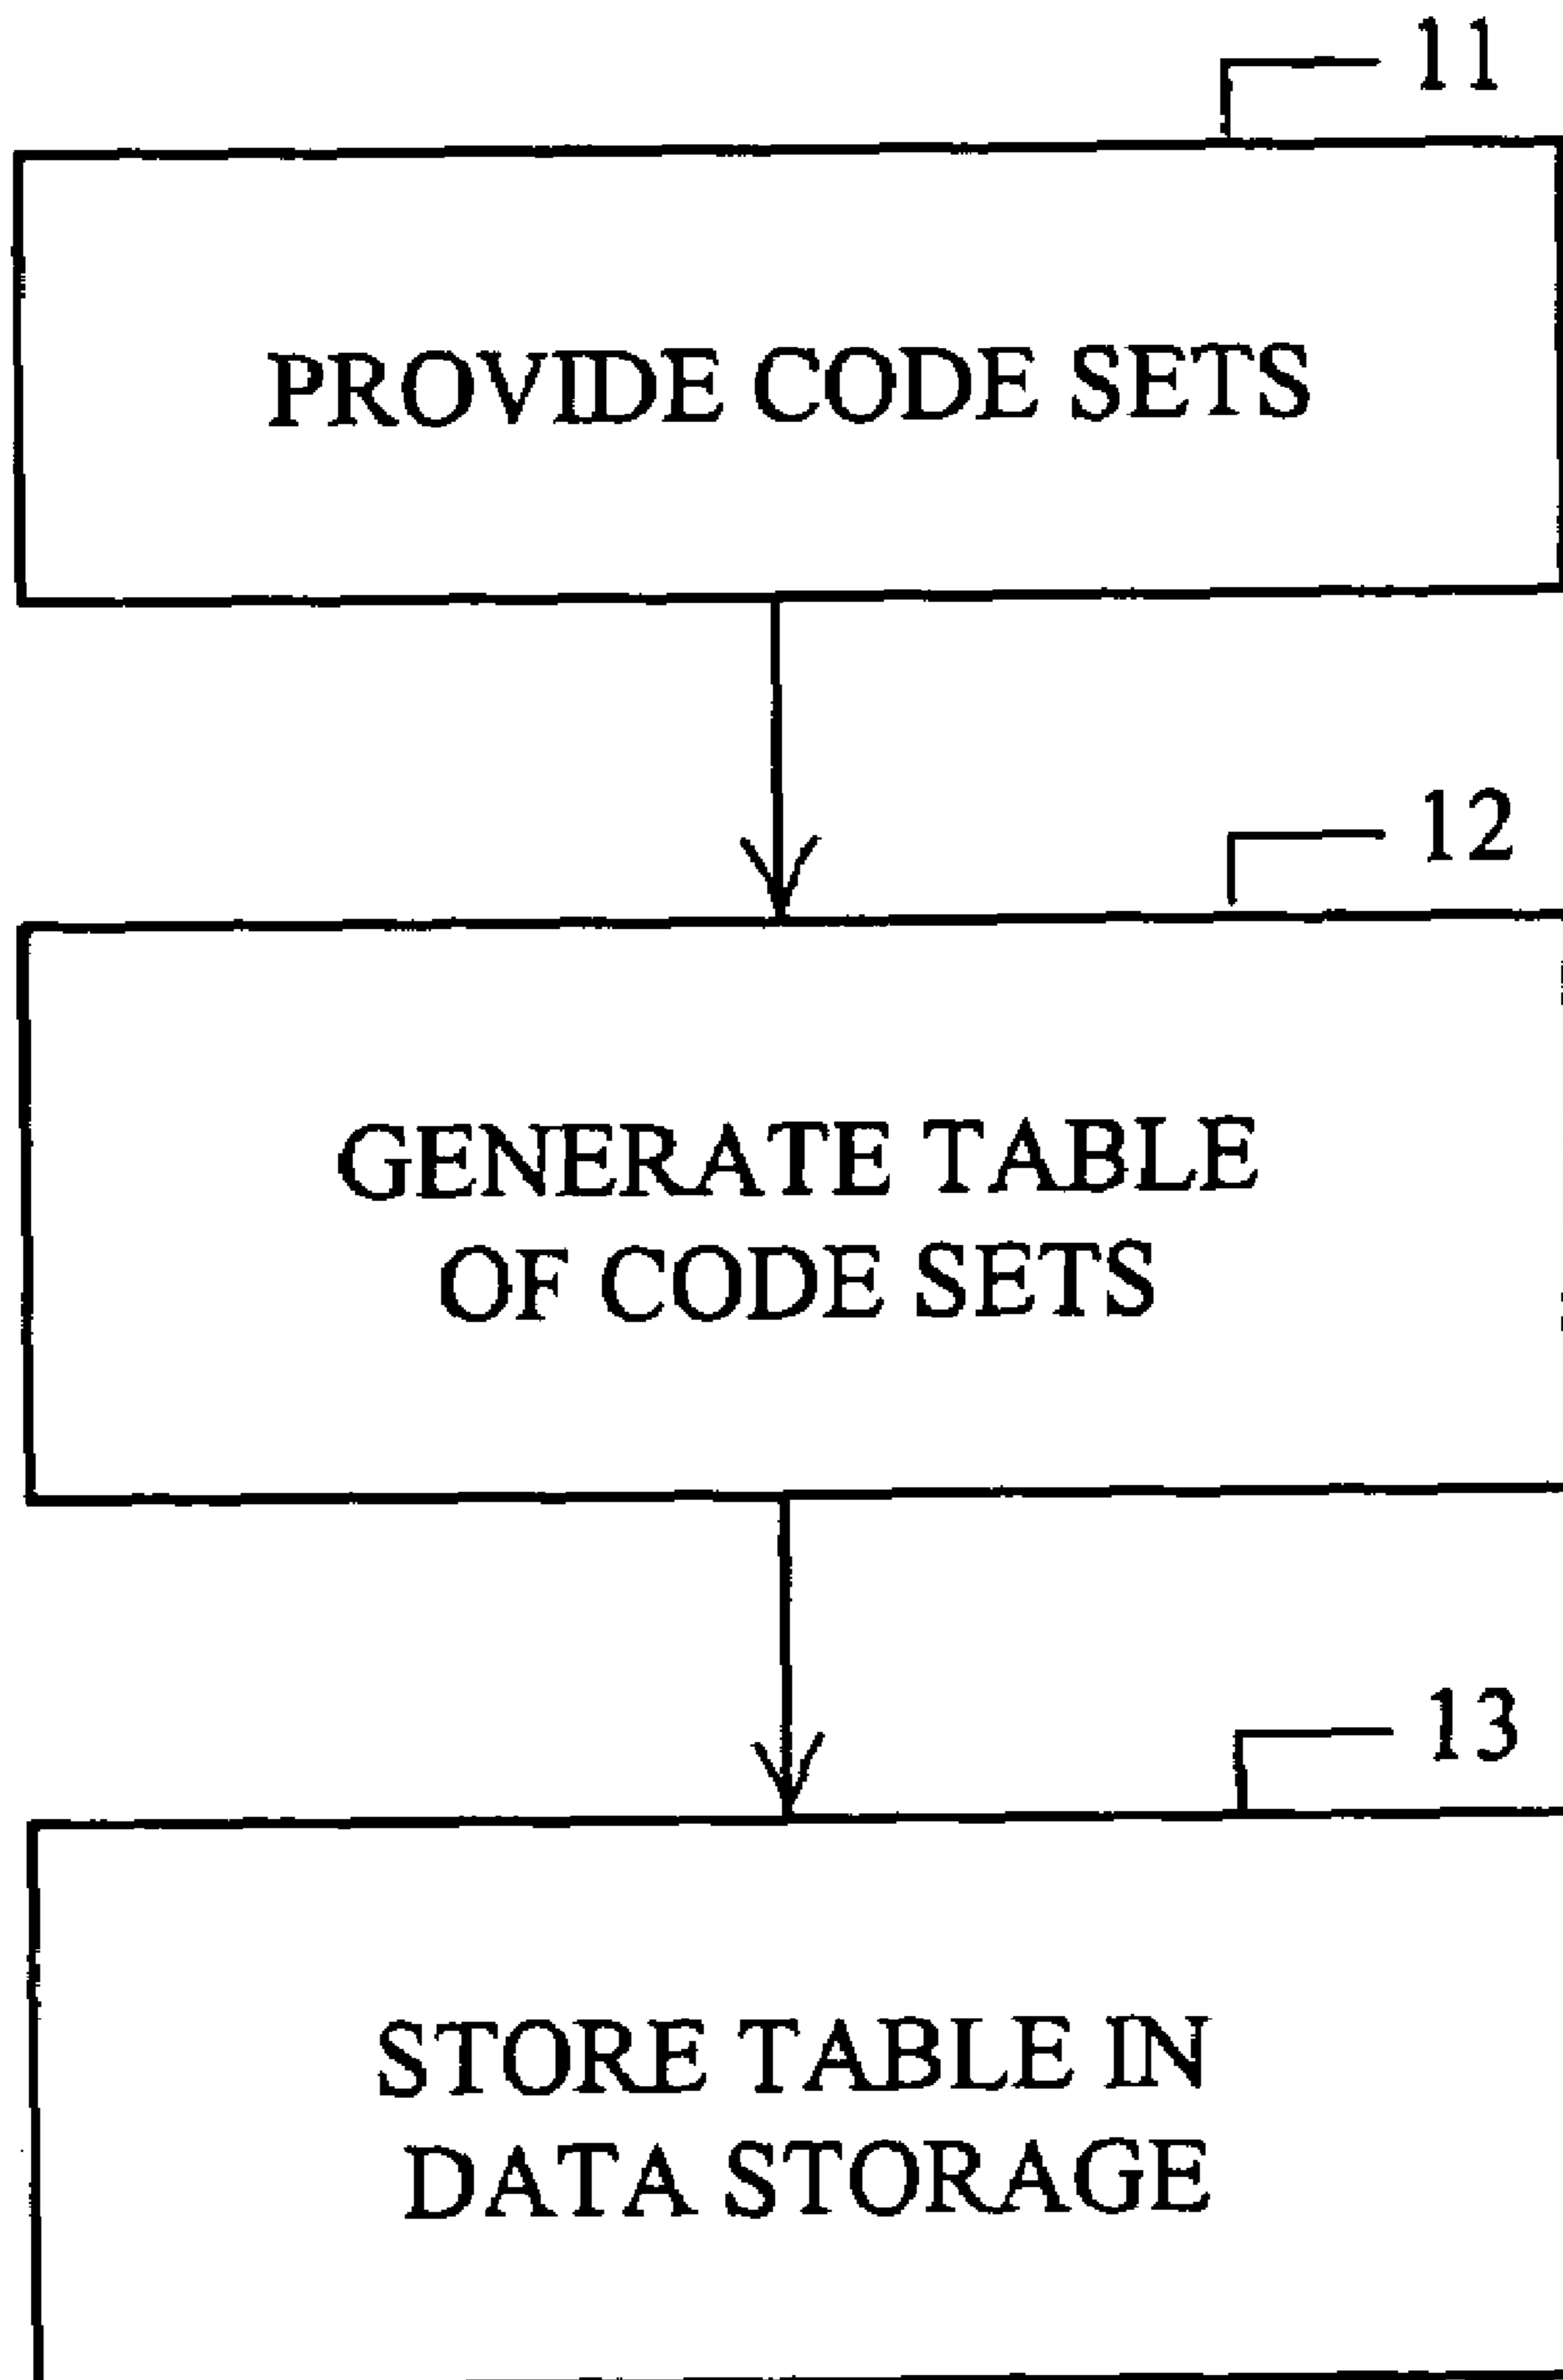 11
PROVIDE CODE SETS
12
GENERATE TABLE
OF CODE SETS
13
STORE TABLE IN
DATA STORAGE